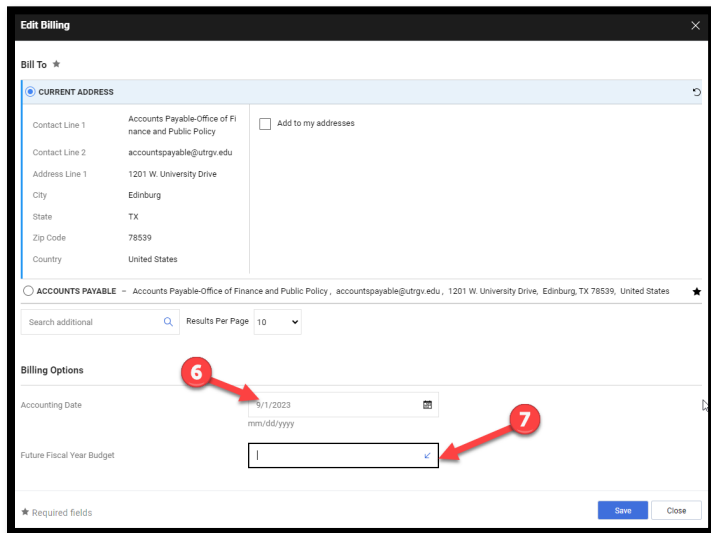 Edit Billing
Bill To ★
CURRENT ADDRESS
Contact Line 1 Accounts Payable-Office of Fi
nance and Public Policy
Add to my addresses
Contact Line 2 accountspayable@utrgv.edu
Address Line 1 1201 W. University Drive
City Edinburg
State TX
Zip Code 78539
Country United States
ACCOUNTS PAYABLE – Accounts Payable-Office of Finance and Public Policy , accountspayable@utrgv.edu , 1201 W. University Drive, Edinburg, TX 78539, United States ★
Search additional Results Per Page 10
Billing Options
6
Accounting Date 9/1/2023
mm/dd/yyyy
7
Future Fiscal Year Budget
★ Required fields Save Close